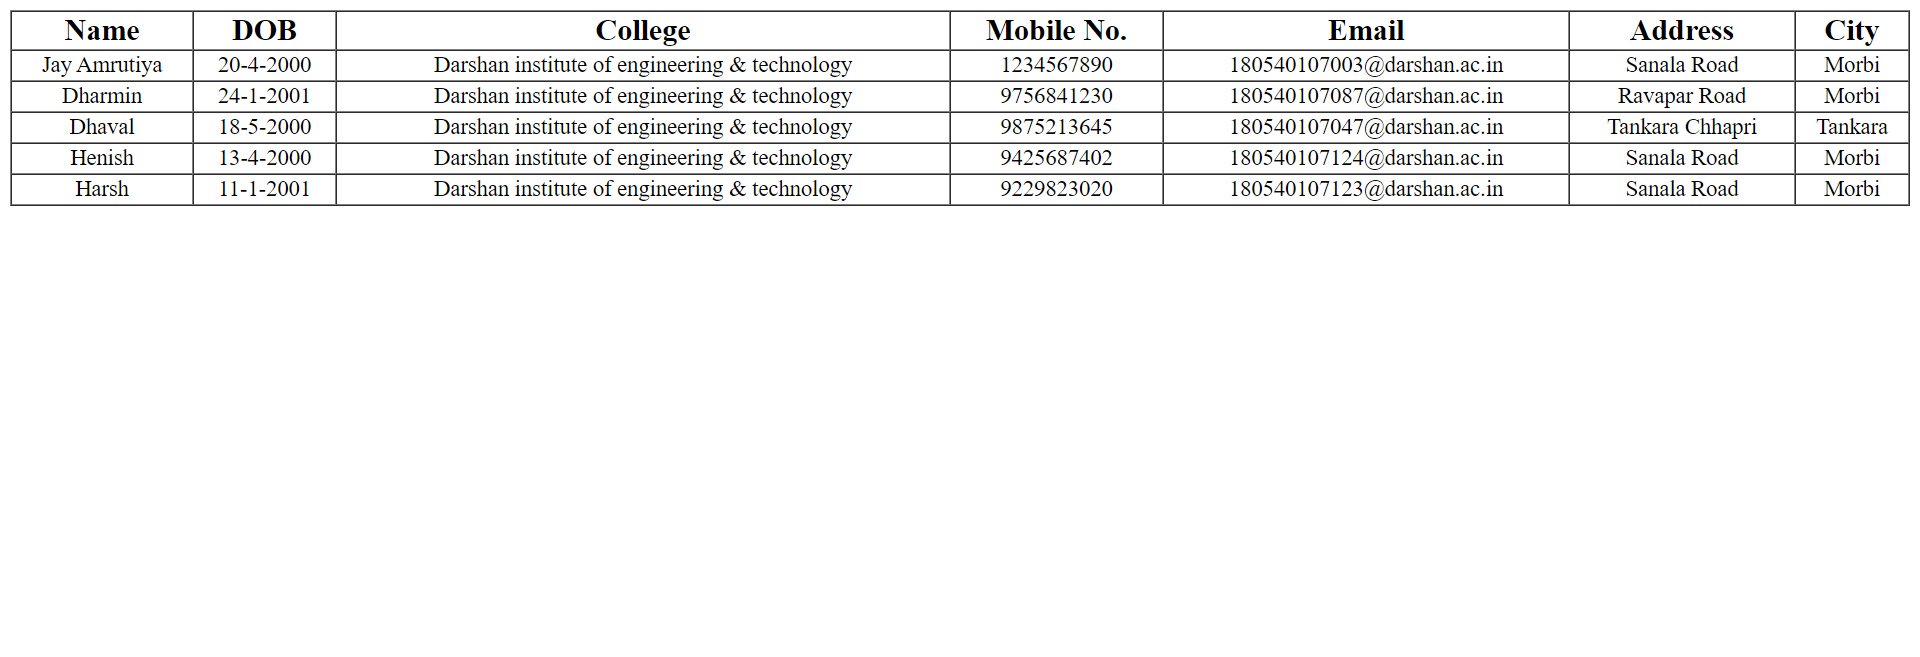 Name DOB College Mobile No. Email Address City
Jay Amrutiya 20-4-2000 Darshan institute of engineering & technology 1234567890 180540107003@darshan.ac.in Sanala Road Morbi
Dharmin 24-1-2001 Darshan institute of engineering & technology 9756841230 180540107087@darshan.ac.in Ravapar Road Morbi
Dhaval 18-5-2000 Darshan institute of engineering & technology 9875213645 180540107047@darshan.ac.in Tankara Chhapri Tankara
Henish 13-4-2000 Darshan institute of engineering & technology 9425687402 180540107124@darshan.ac.in Sanala Road Morbi
Harsh 11-1-2001 Darshan institute of engineering & technology 9229823020 180540107123@darshan.ac.in Sanala Road Morbi